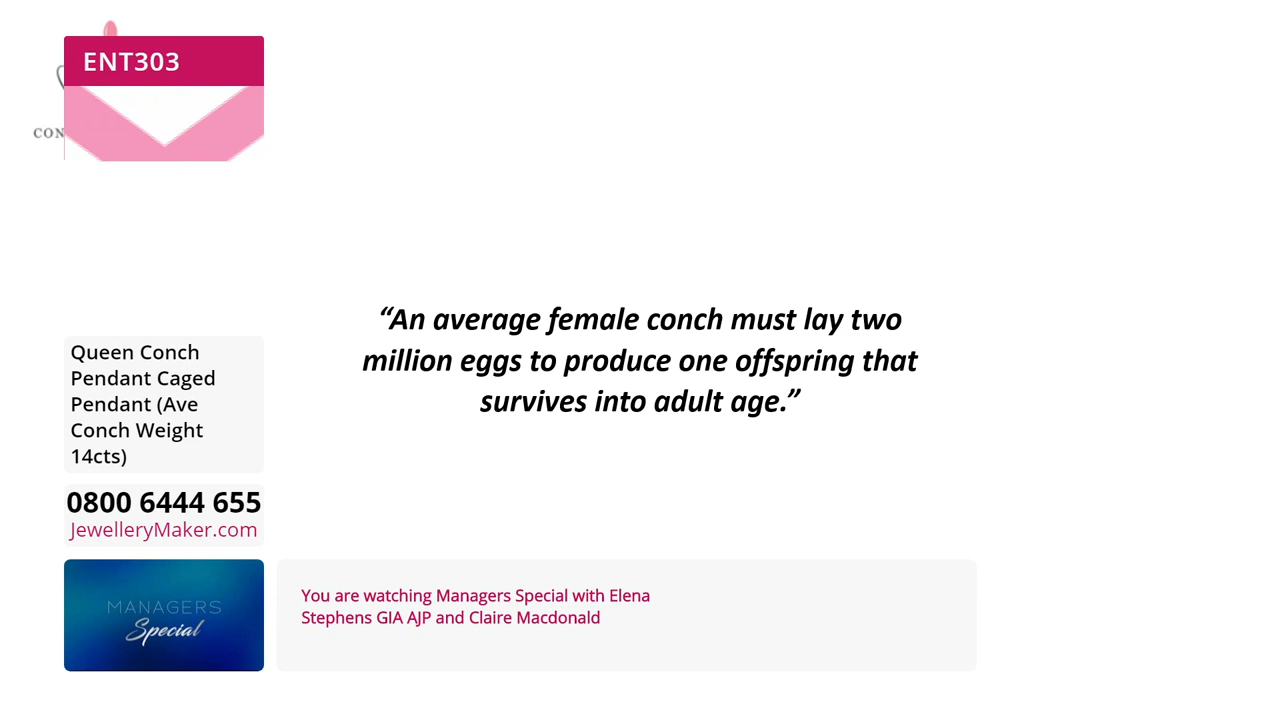 ENT303
CON
“An average female conch must lay two
million eggs to produce one offspring that
survives into adult age.”
Queen Conch
Pendant Caged
Pendant (Ave
Conch Weight
14cts)
0800 6444 655
JewelleryMaker.com
MANAGERS
Special
You are watching Managers Special with Elena
Stephens GIA AJP and Claire Macdonald